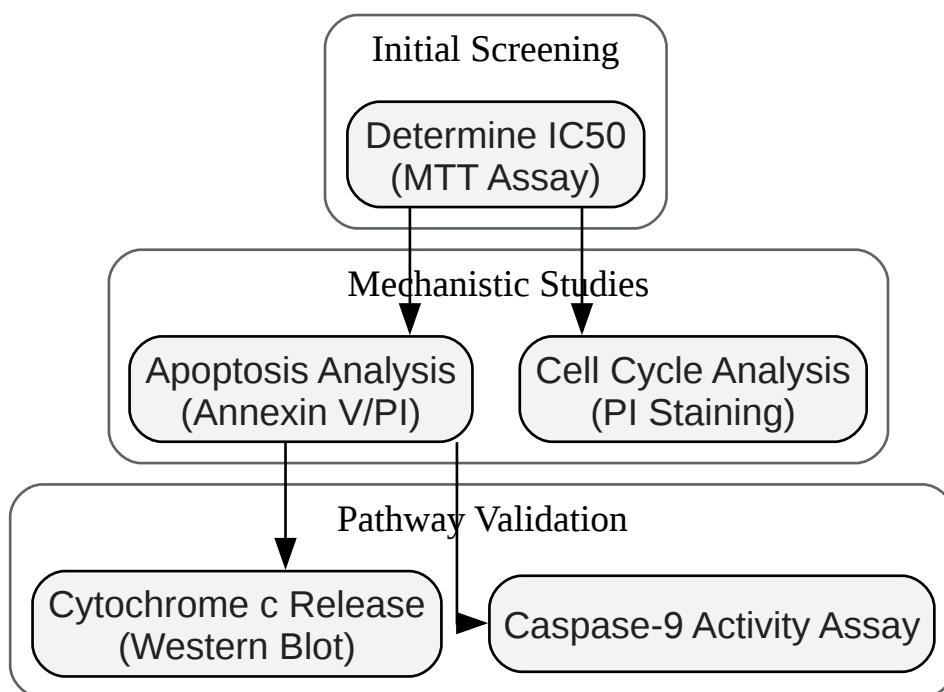 Initial Screening
Determine IC50
(MTT Assay)
Mechanistic Studies
Apoptosis Analysis
(Annexin V/PI)
Cell Cycle Analysis
(PI Staining)
Pathway Validation
Cytochrome c Release
(Western Blot)
Caspase-9 Activity Assay